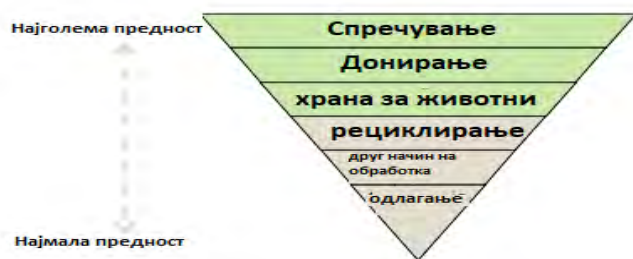 Најголема предност
Спречување
Донирање
храна за животни
рециклирање
друг начин на
обработка
одлагање
Најмала предност